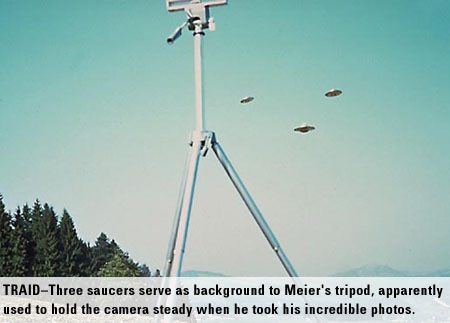 TRAID–Three saucers serve as background to Meier's tripod, apparently
used to hold the camera steady when he took his incredible photos.